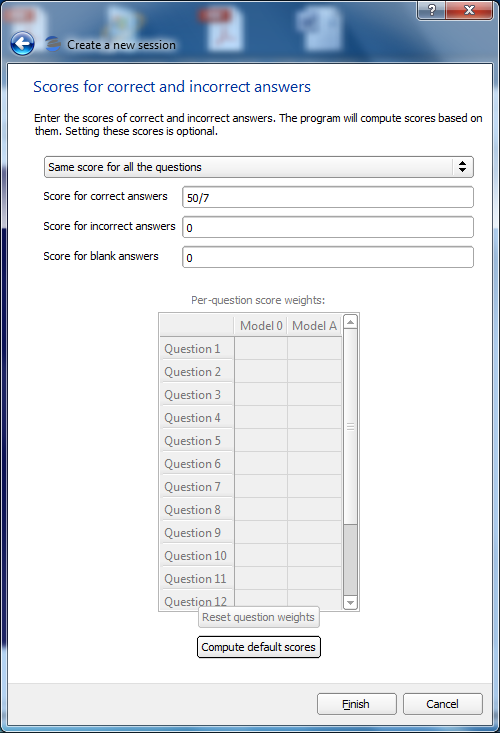 Create a new session
Scores for correct and incorrect answers
Enter the scores of correct and incorrect answers. The program will compute scores based on
them. Setting these scores is optional.
Same score for all the questions
Score for correct answers 50/7
Score for incorrect answers 0
Score for blank answers 0
Per-question score weights:
Model 0 Model A
Question 1
Question 2
Question 3
Question 4
Question 5
Question 6
Question 7
Question 8
Question 9
Question 10
Question 11
Question 12
Reset question weights
Compute default scores
Finish Cancel